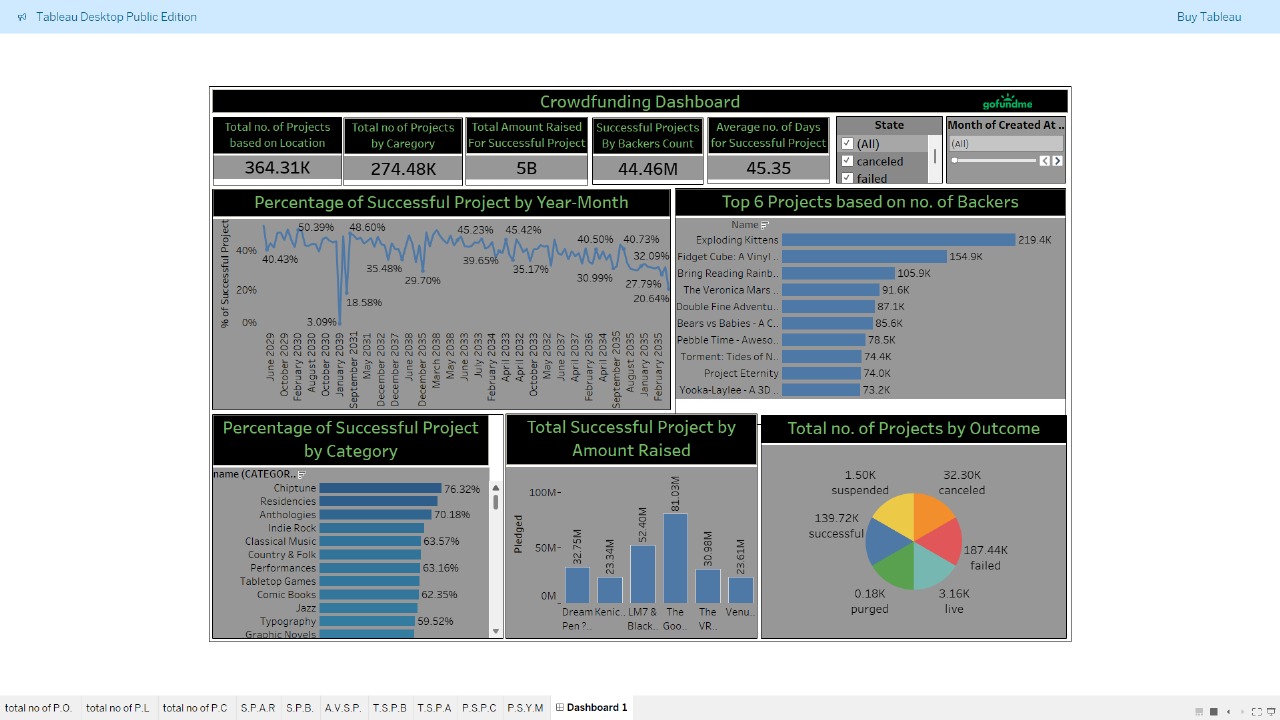 Tableau Desktop Public Edition
Buy Tableau
Crowdfunding Dashboard
gofundme
Total no. of Projects
based on Location
364.31K
Total no of Projects
by Caregory
274.48K
Total Amount Raised
For Successful Project
5B
Successful Projects
By Backers Count
44.46M
Average no. of Days
for Successful Project
45.35
State
(All)
canceled
failed
Month of Created At ..
(All)
Percentage of Successful Project by Year-Month
% of Successful Project
40%
20%
0%
50.39%
48.60%
45.23%
45.42%
40.50%
40.73%
40.43%
35.48%
39.65%
35.17%
32.09%
29.70%
30.99%
27.79%
18.58%
20.64%
3.09%
June 2029
October 2029
February 2030
August 2030
October 2030
January 2039
September 2031
May 2031
December 2032
December 2037
June 2038
December 2035
March 2038
May 2038
June 2033
July 2033
February 2034
April 2033
April 2032
October 2033
May 2032
June 2037
February 2036
April 2034
September 2035
August 2035
January 2035
February 2035
Top 6 Projects based on no. of Backers
Name
Exploding Kittens 219.4K
Fidget Cube: A Vinyl .. 154.9K
Bring Reading Rainb.. 105.9K
The Veronica Mars .. 91.6K
Double Fine Adventu.. 87.1K
Bears vs Babies - A C.. 85.6K
Pebble Time - Aweso.. 78.5K
Torment: Tides of N.. 74.4K
Project Eternity 74.0K
Yooka-Laylee - A 3D .. 73.2K
Percentage of Successful Project
by Category
name (CATEGOR..
Chiptune 76.32%
Residencies
Anthologies 70.18%
Indie Rock
Classical Music 63.57%
Country & Folk
Performances 63.16%
Tabletop Games
Comic Books 62.35%
Jazz
Typography 59.52%
Graphic Novels
Total Successful Project by
Amount Raised
Pledged
100M
50M
0M
32.75M
23.34M
52.40M
81.03M
30.98M
23.61M
Dream Kenic.. LM7 & The The Venu..
Pen ?.. Black.. Goo.. VR..
Total no. of Projects by Outcome
1.50K
suspended
32.30K
canceled
139.72K
successful
187.44K
failed
0.18K
purged
3.16K
live
total no of P.O.
total no of P.L
total no of P.C
S.P.A.R
S.P.B.
A.V.S.P.
T.S.P.B
T.S.P.A
P.S.P.C
P.S.Y.M
Dashboard 1